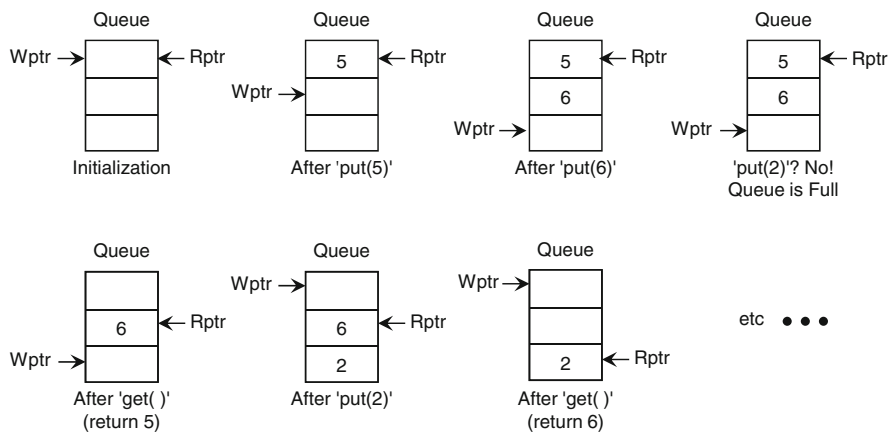 Queue Queue Queue Queue
Wptr Rptr 5 Rptr 5 Rptr 5 Rptr
Wptr 6 6
Wptr Wptr
Initialization After 'put(5)' After 'put(6)' 'put(2)'? No!
Queue is Full
Queue Queue Queue
Wptr Wptr
6 Rptr 6 Rptr etc •••
Wptr 2 2 Rptr
After 'get( )' After 'put(2)' After 'get( )'
(return 5) (return 6)